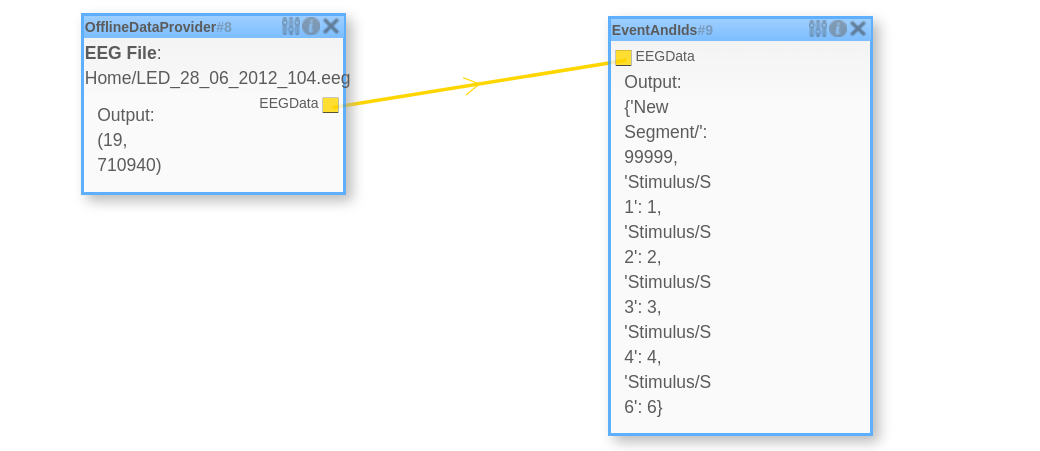 OfflineDataProvider#8
EEG File:
Home/LED_28_06_2012_104.eeg
EEGData
Output:
(19,
710940)
EventAndIds#9
EEGData
Output:
{'New
Segment/':
99999,
'Stimulus/S
1': 1,
'Stimulus/S
2': 2,
'Stimulus/S
3': 3,
'Stimulus/S
4': 4,
'Stimulus/S
6': 6}